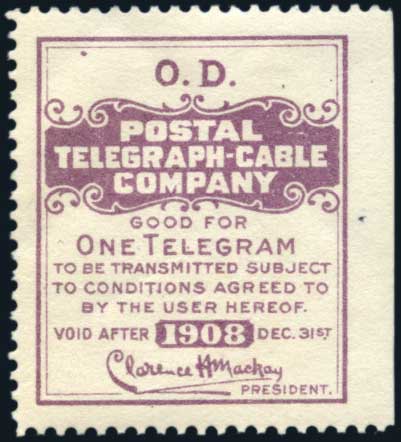 O. D.
POSTAL
TELEGRAPH-CABLE
COMPANY
GOOD FOR
ONE TELEGRAM
TO BE TRANSMITTED SUBJECT
TO CONDITIONS AGREED TO
BY THE USER HEREOF.
VOID AFTER 1908 DEC. 31ST
Clarence H Mackay
PRESIDENT.